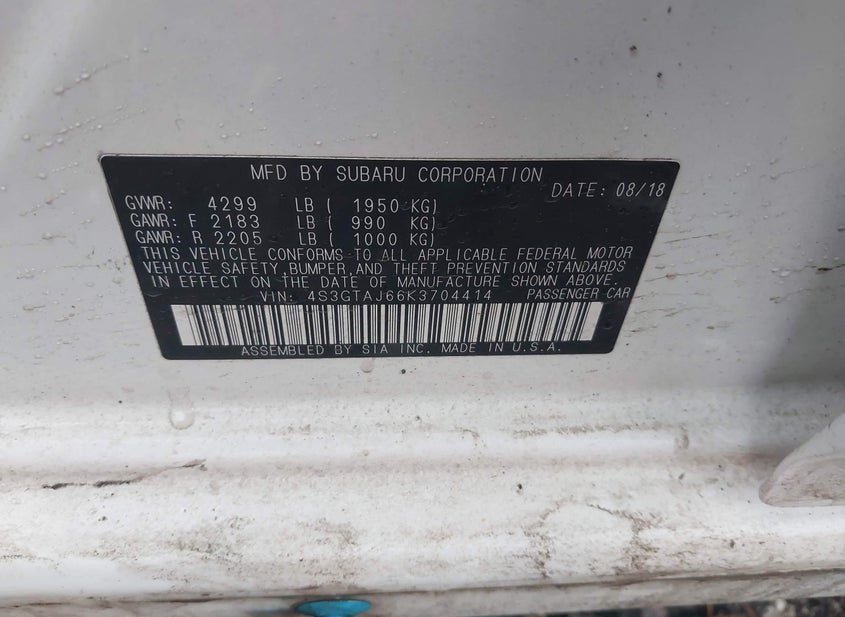 MFD BY SUBARU CORPORATION
DATE: 08/18
GVWR: 4299 LB ( 1950 KG)
GAWR: F 2183 LB ( 990 KG)
GAWR: R 2205 LB ( 1000 KG)
THIS VEHICLE CONFORMS TO ALL APPLICABLE FEDERAL MOTOR
VEHICLE SAFETY,BUMPER,AND THEFT PREVENTION STANDARDS
IN EFFECT ON THE DATE OF MANUFACTURE SHOWN ABOVE.
VIN: 4S3GTAJ66K3704414 PASSENGER CAR
ASSEMBLED BY SIA INC. MADE IN U.S.A.